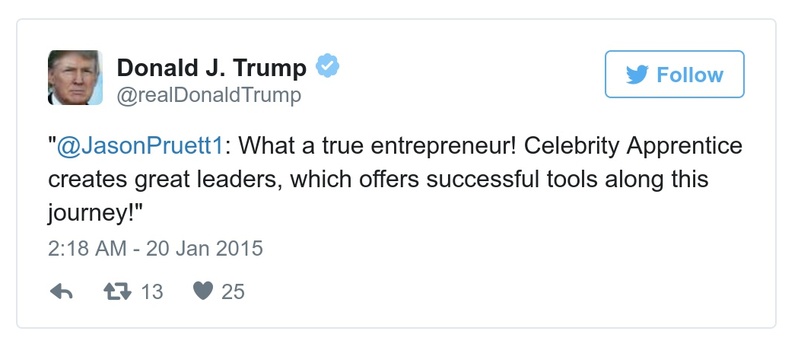 Donald J. Trump
@realDonaldTrump
Follow
"@JasonPruett1: What a true entrepreneur! Celebrity Apprentice
creates great leaders, which offers successful tools along this
journey!"
2:18 AM - 20 Jan 2015
13 25